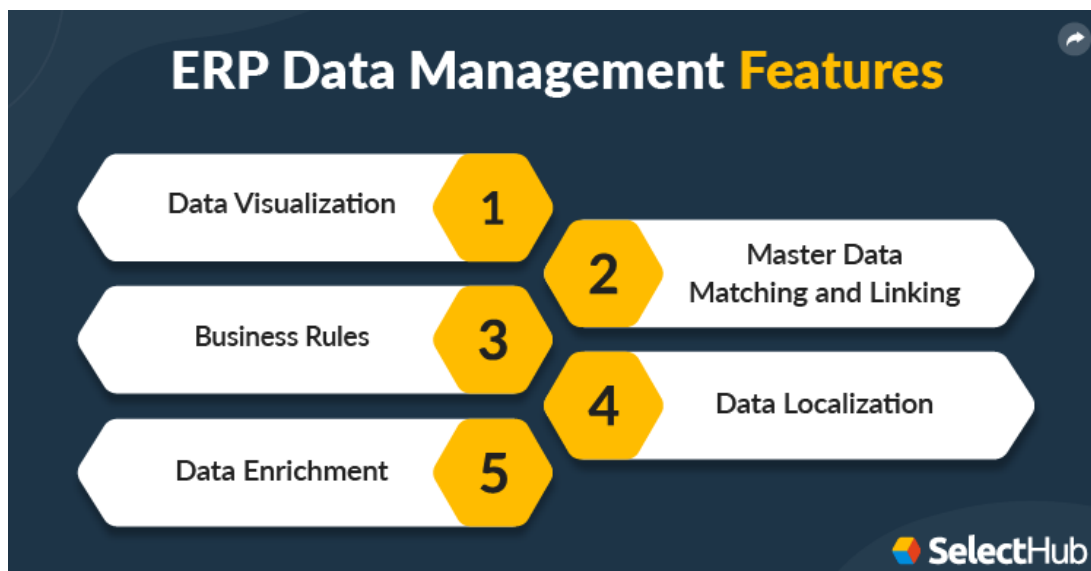 ERP Data Management Features
Data Visualization
1
2
Master Data
Matching and Linking
Business Rules
3
4
Data Localization
Data Enrichment
5
SelectHub